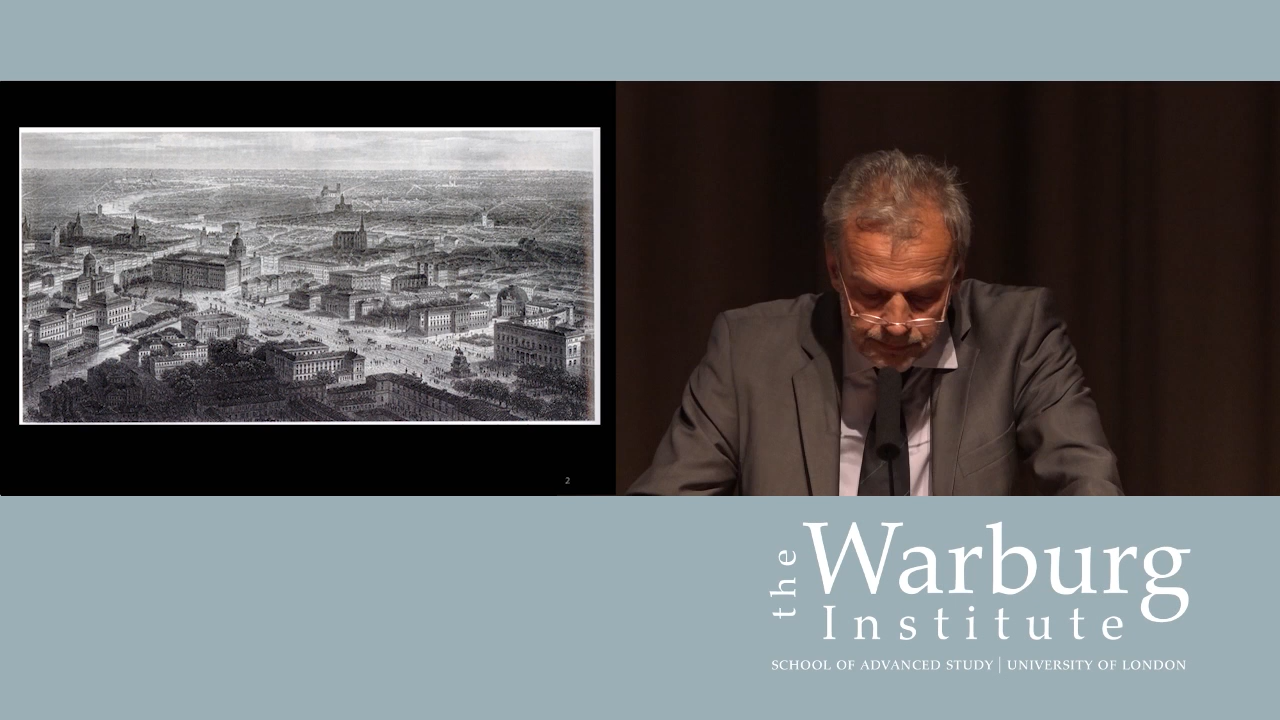 2
the
Warburg
Institute
SCHOOL OF ADVANCED STUDY | UNIVERSITY OF LONDON